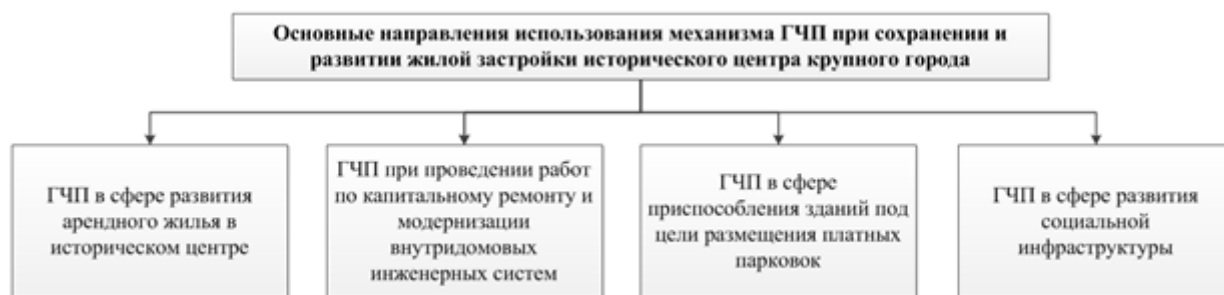 Основные направления использования механизма ГЧП при сохранении и
развитии жилой застройки исторического центра крупного города
ГЧП в сфере развития
арендного жилья в
историческом центре
ГЧП при проведении работ
по капитальному ремонту и
модернизации
внутридомовых
инженерных систем
ГЧП в сфере
приспособления зданий под
цели размещения платных
парковок
ГЧП в сфере развития
социальной
инфраструктуры